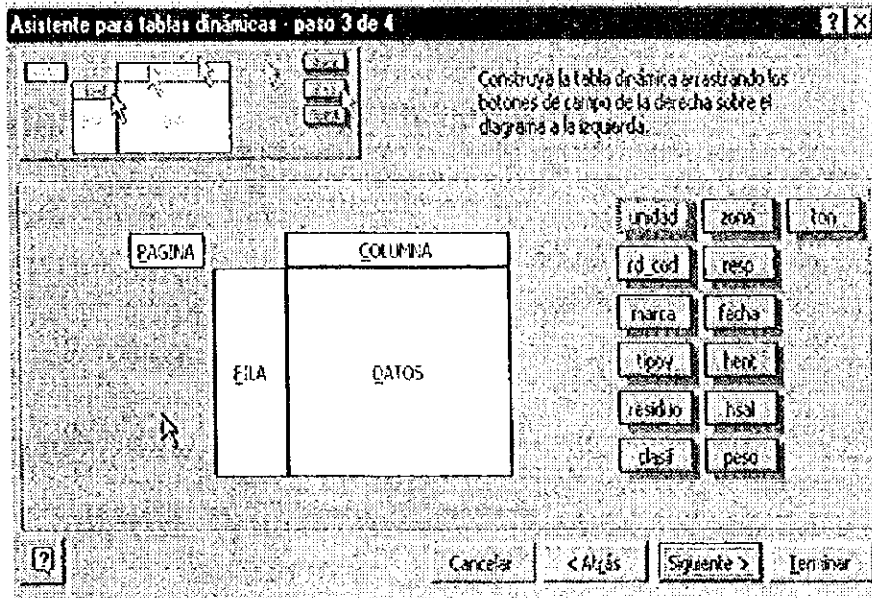 Asistente para tablas dinámicas - paso 3 de 4
Construya la tabla dinámica arrastrando los
botones de campo de la derecha sobre el
diagrama a la izquierda.
unidad zona ton
PAGINA COLUMNA
rd_cod resp
marca fecha
FILA DATOS
tipov hent
residuo hsal
clasif peso
Cancelar < Atrás Siguiente > Terminar